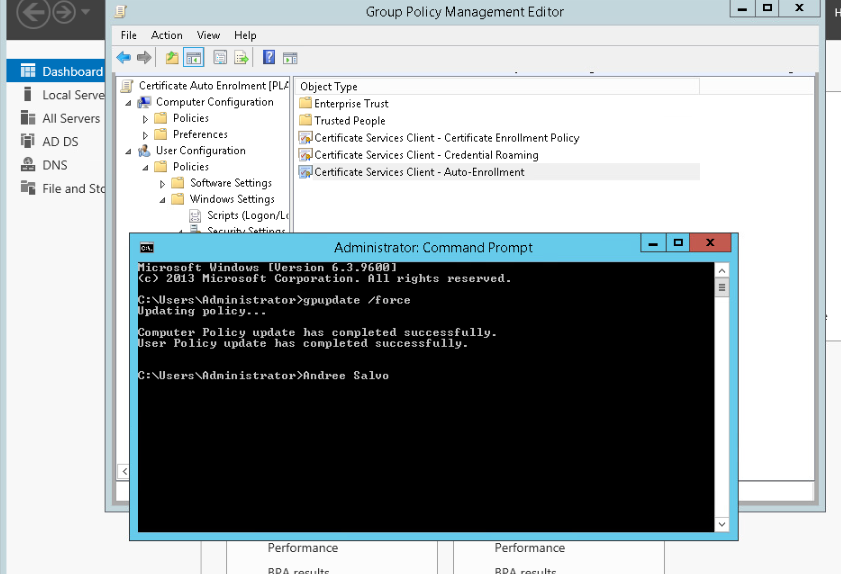 Group Policy Management Editor
File Action View Help
Dashboard
Local Serve
All Servers
AD DS
DNS
File and Sto
Certificate Auto Enrolment [PLA
Computer Configuration
Policies
Preferences
User Configuration
Policies
Software Settings
Windows Settings
Scripts (Logon/Lo
Security Settings
Object Type
Enterprise Trust
Trusted People
Certificate Services Client - Certificate Enrollment Policy
Certificate Services Client - Credential Roaming
Certificate Services Client - Auto-Enrollment
Administrator: Command Prompt
Microsoft Windows [Version 6.3.9600]
(c) 2013 Microsoft Corporation. All rights reserved.
C:\Users\Administrator>gpupdate /force
Updating policy...
Computer Policy update has completed successfully.
User Policy update has completed successfully.
C:\Users\Administrator>Andree Salvo
Performance Performance
BPA results BPA results